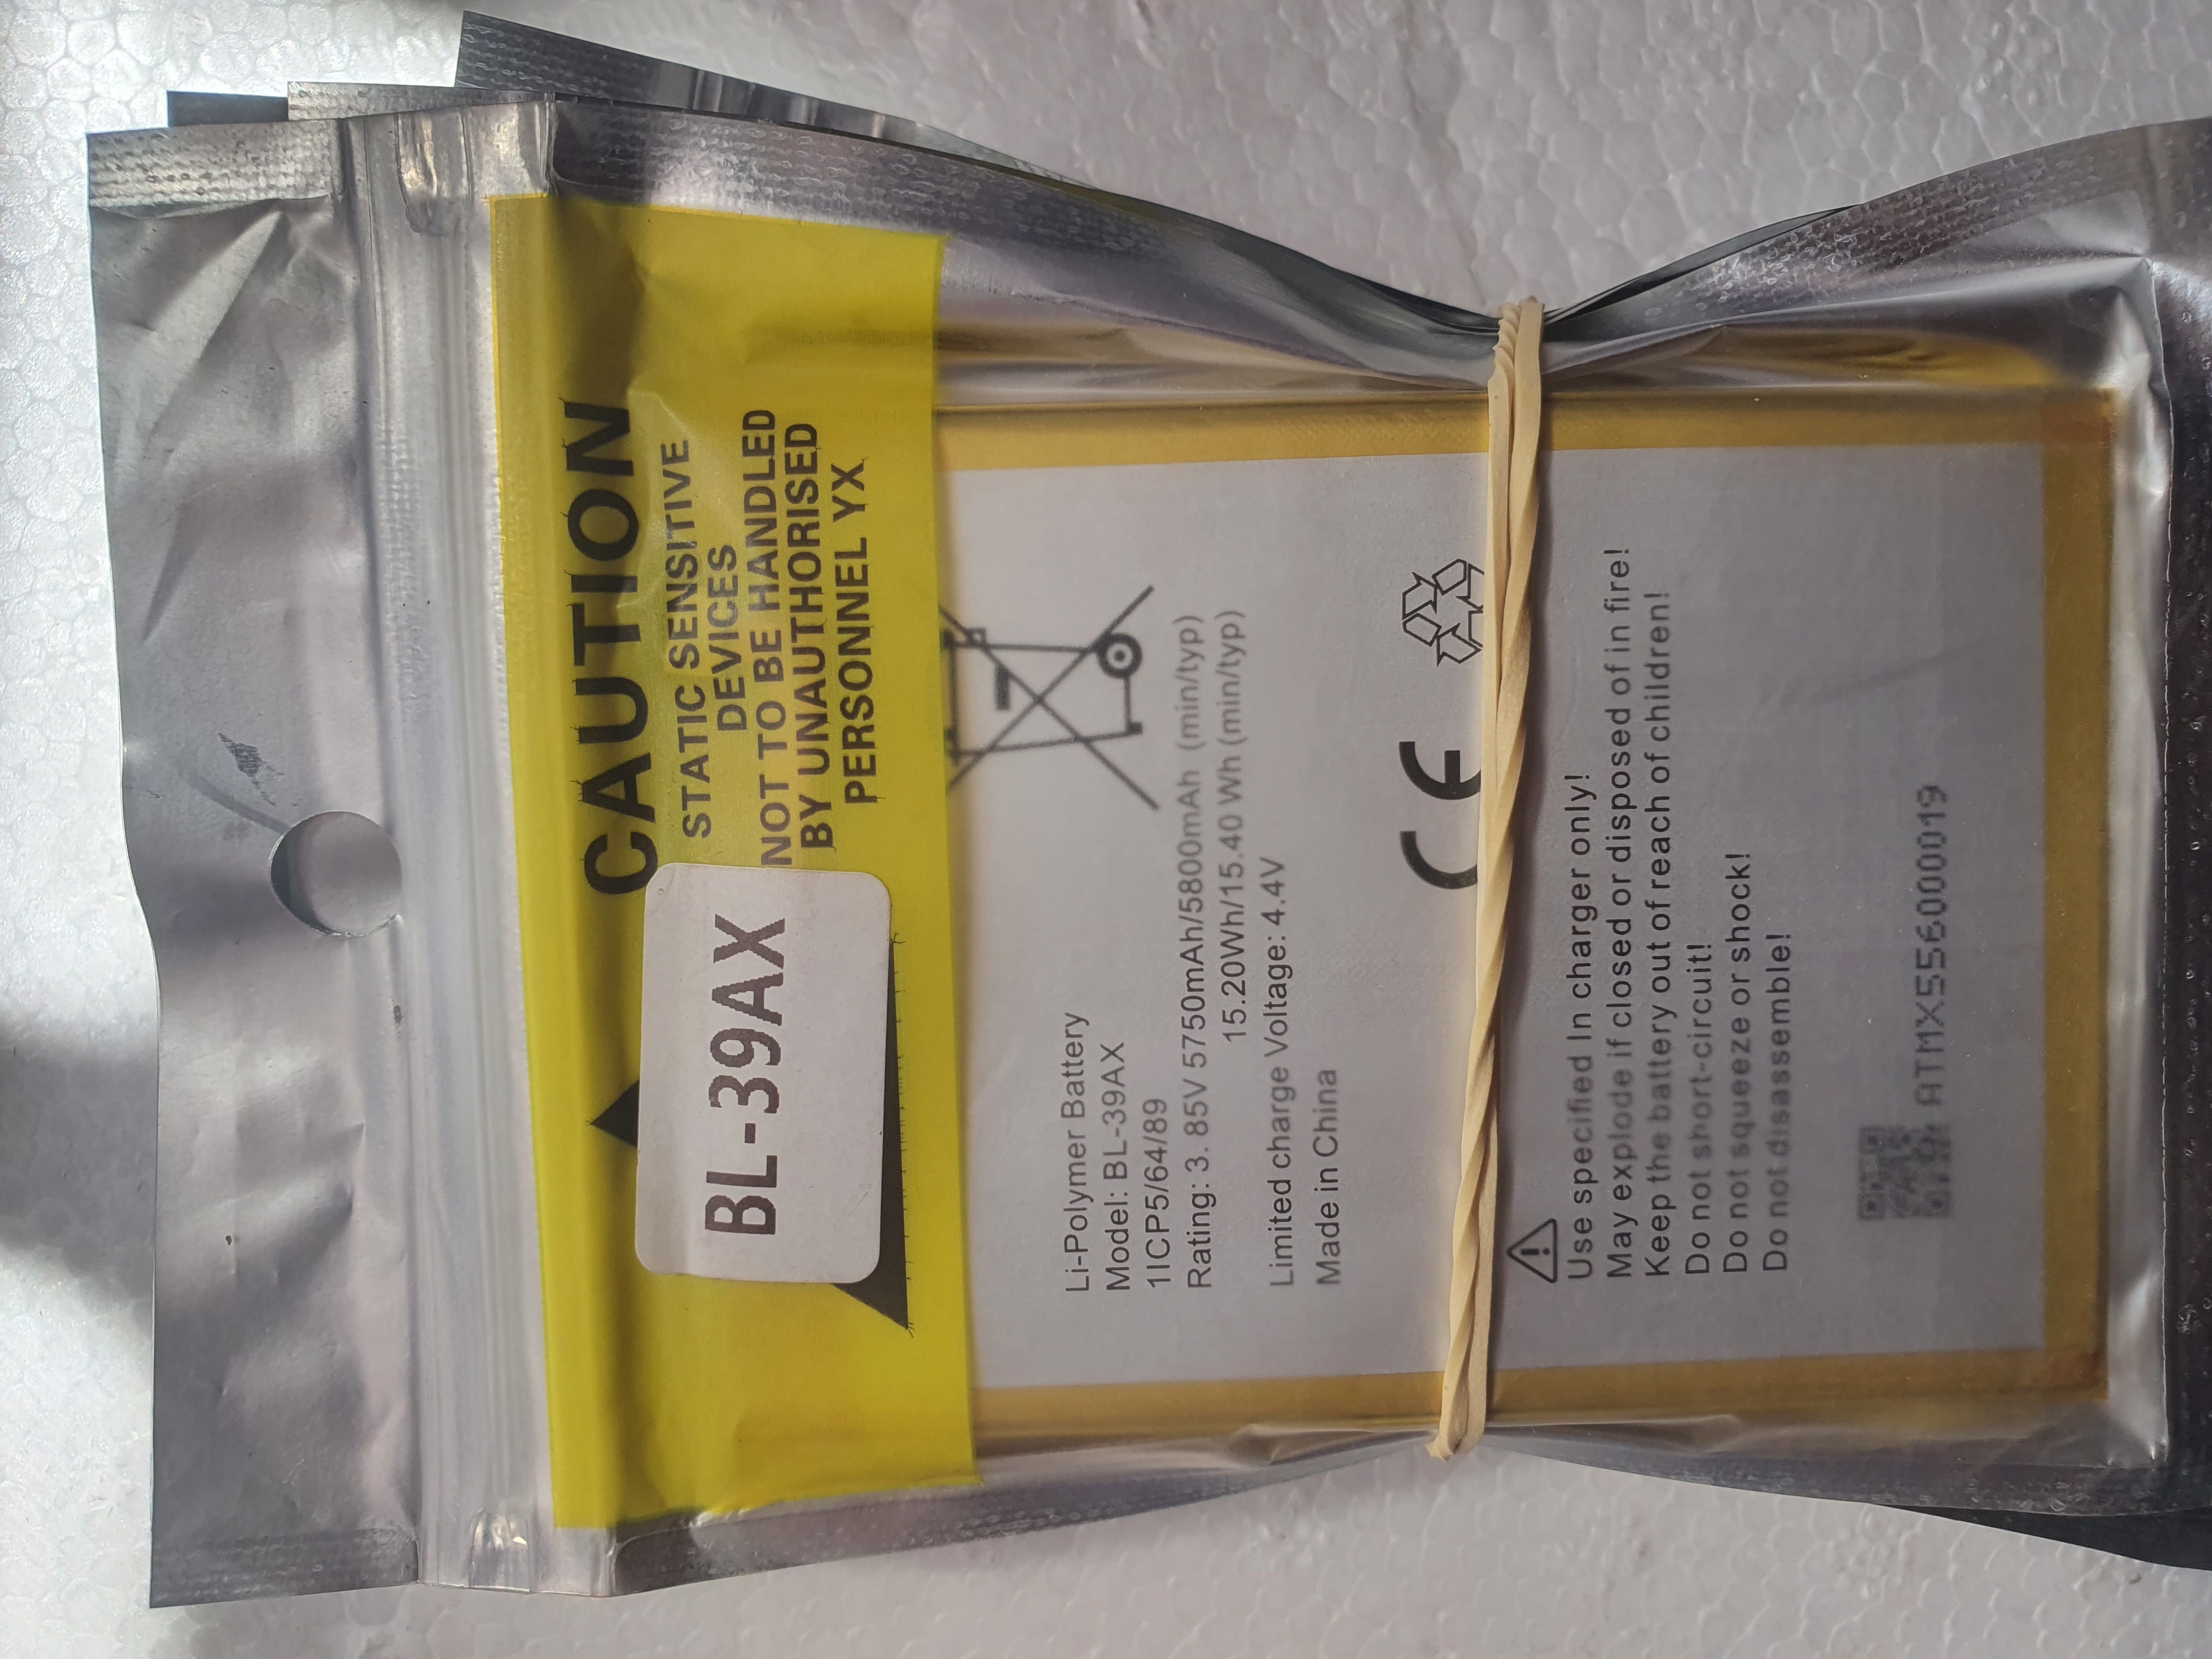 CAUTION
STATIC SENSITIVE
DEVICES
NOT TO BE HANDLED
BY UNAUTHORISED
PERSONNEL YX
BL-39AX
Li-Polymer Battery
Model: BL-39AX
1ICP5/64/89
Rating: 3.85V 5750mAh/5800mAh (min/typ)
15.20Wh/15.40 Wh (min/typ)
Limited charge Voltage: 4.4V
Made in China
CE
Use specified In charger only!
May explode if closed or disposed of in fire!
Keep the battery out of reach of children!
Do not short-circuit!
Do not squeeze or shock!
Do not disassemble!
ATMX55600019